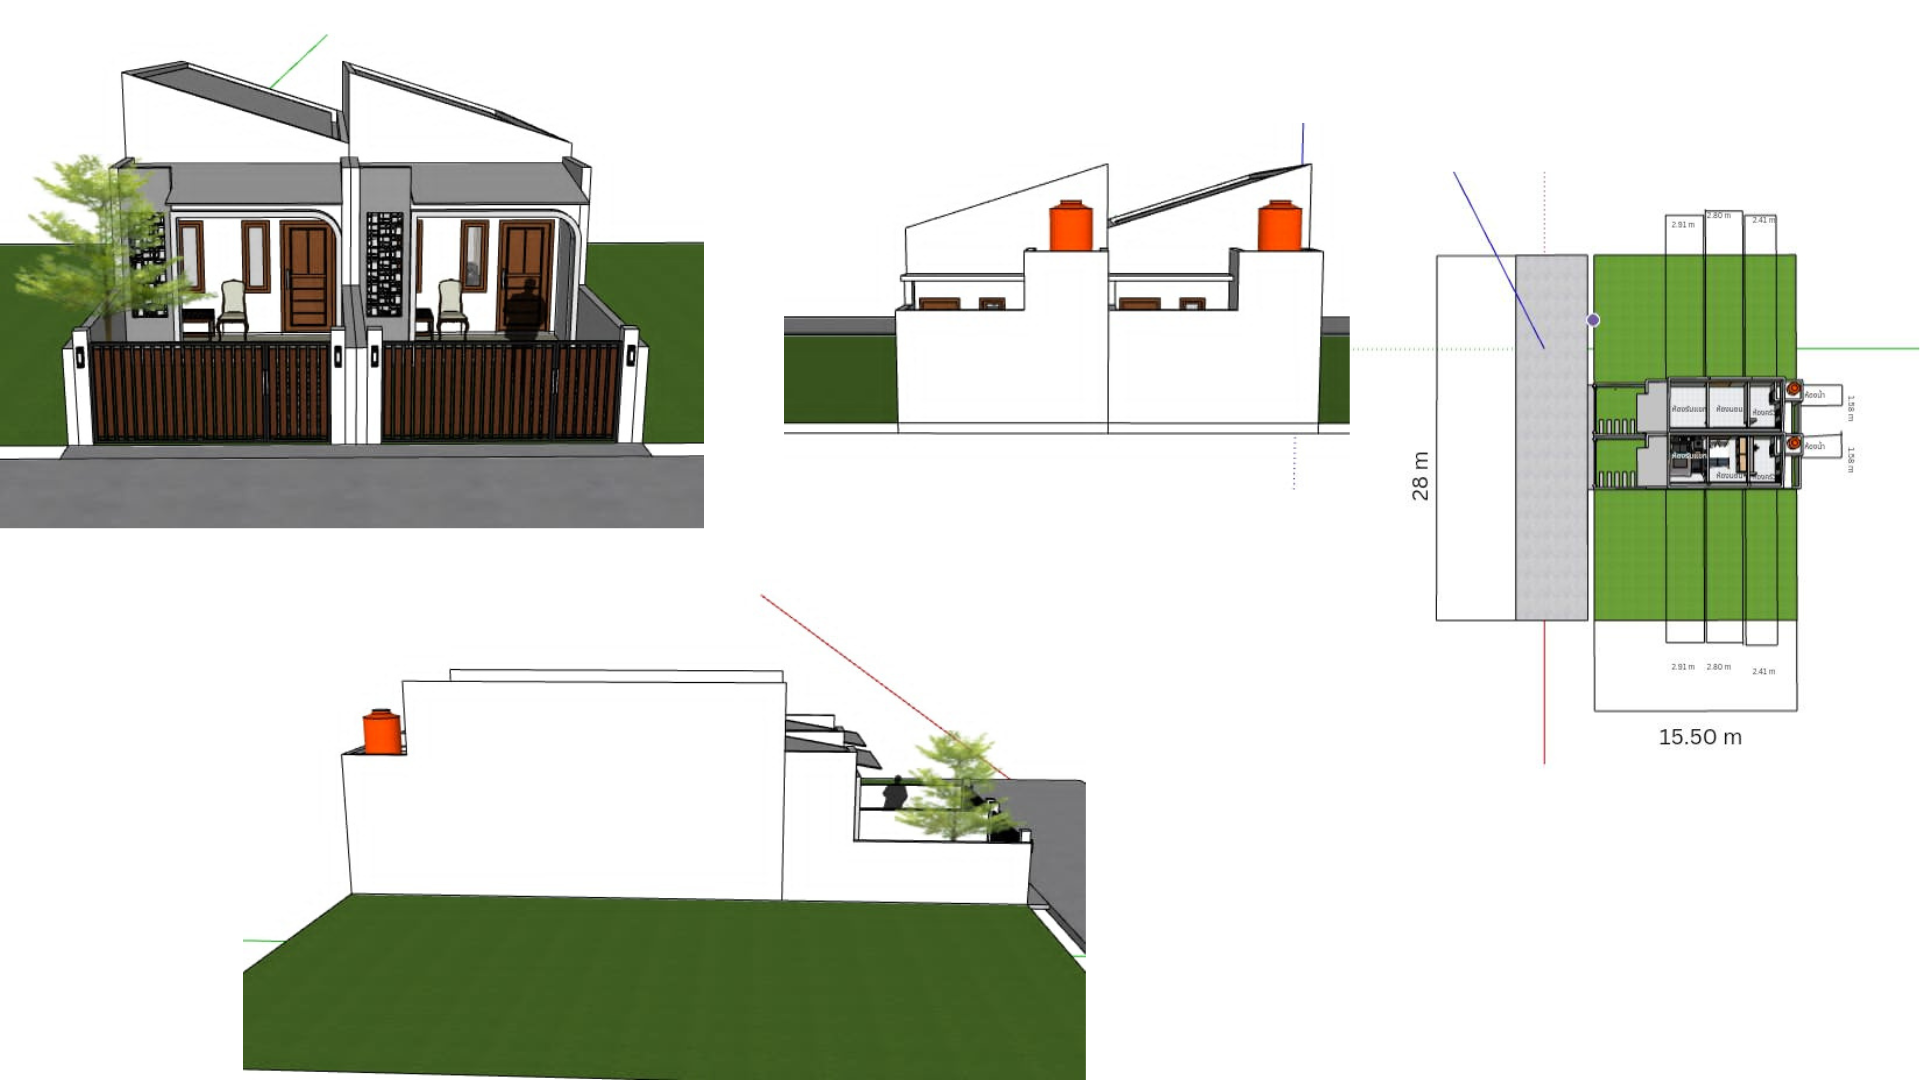 2.91 m
2.80 m
2.41 m
ห้องน้ำ
1.58 m
ห้องรับแขก
ห้องนอน
ห้องครัว
ห้องน้ำ
1.58 m
ห้องรับแขก
ห้องนอน
ห้องครัว
28 m
2.91 m
2.80 m
2.41 m
15.50 m